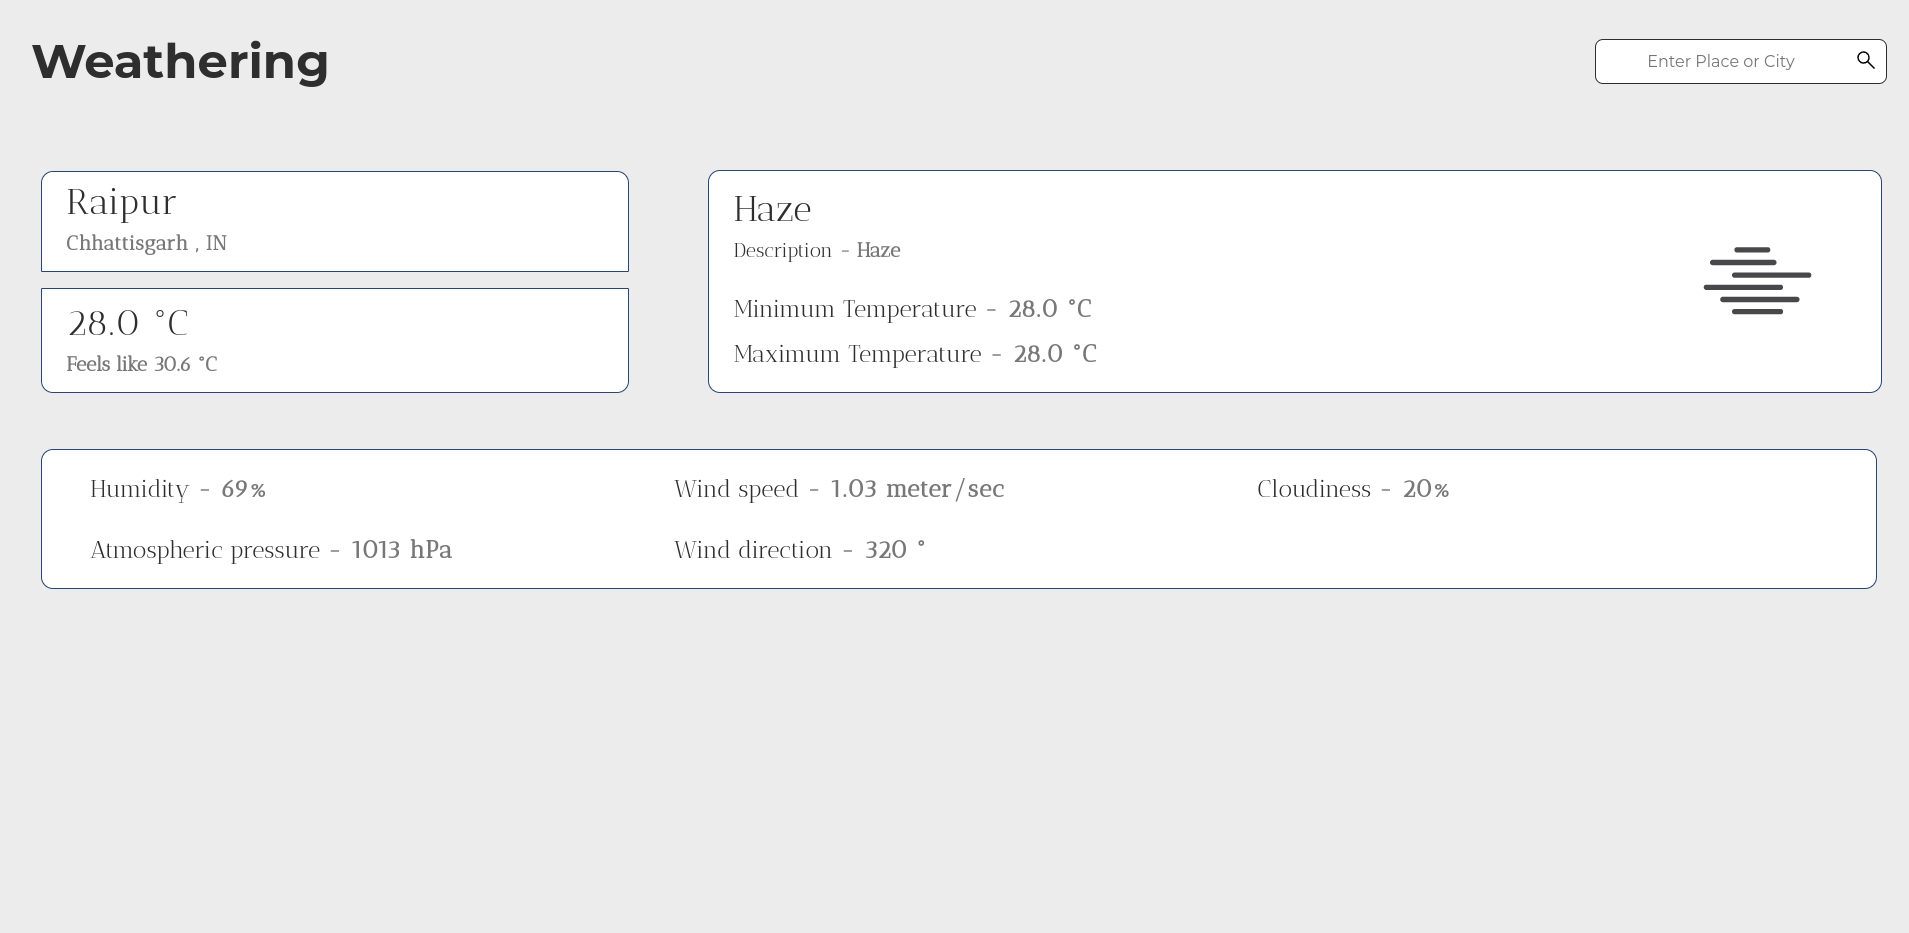 Weathering
Enter Place or City
Raipur
Chhattisgarh , IN
28.0 °C
Feels like 30.6 °C
Haze
Description - Haze
Minimum Temperature - 28.0 °C
Maximum Temperature - 28.0 °C
Humidity - 69%
Wind speed - 1.03 meter/sec
Cloudiness - 20%
Atmospheric pressure - 1013 hPa
Wind direction - 320 °